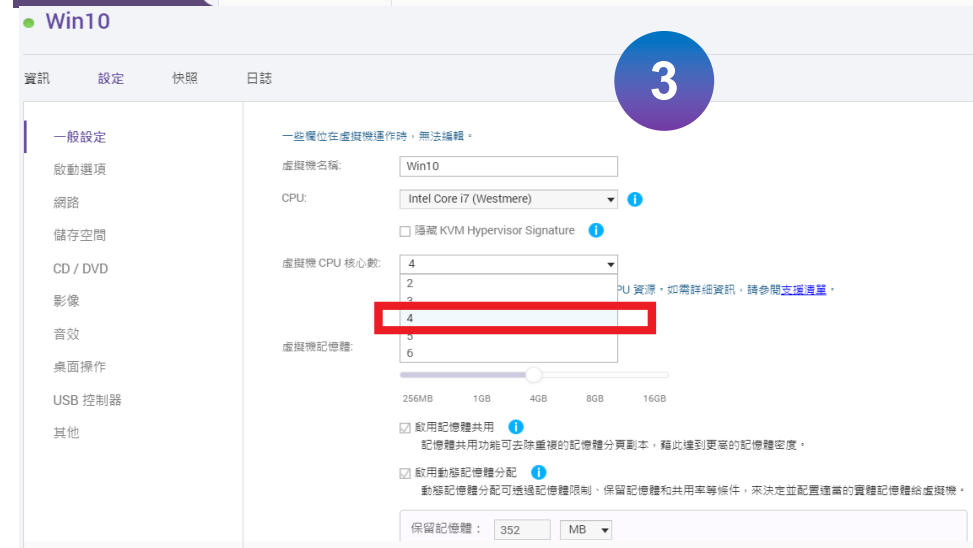 Win10
3
資訊 設定 快照 日誌
一般設定
啟動選項
網路
儲存空間
CD / DVD
影像
音效
桌面操作
USB 控制器
其他
一些欄位在虛擬機運作時，無法編輯。
虛擬機名稱: Win10
CPU: Intel Core i7 (Westmere)
隱藏 KVM Hypervisor Signature
虛擬機 CPU 核心數: 4
2
PU 資源。如需詳細資訊，請參閱支援清單。
3
4
5
虛擬機記憶體:
6
256MB 1GB 4GB 8GB 16GB
啟用記憶體共用
記憶體共用功能可去除重複的記憶體分頁副本，藉此達到更高的記憶體密度。
啟用動態記憶體分配
動態記憶體分配可透過記憶體限制、保留記憶體和共用率等條件，來決定並配置適當的實體記憶體給虛擬機。
保留記憶體： 352 MB